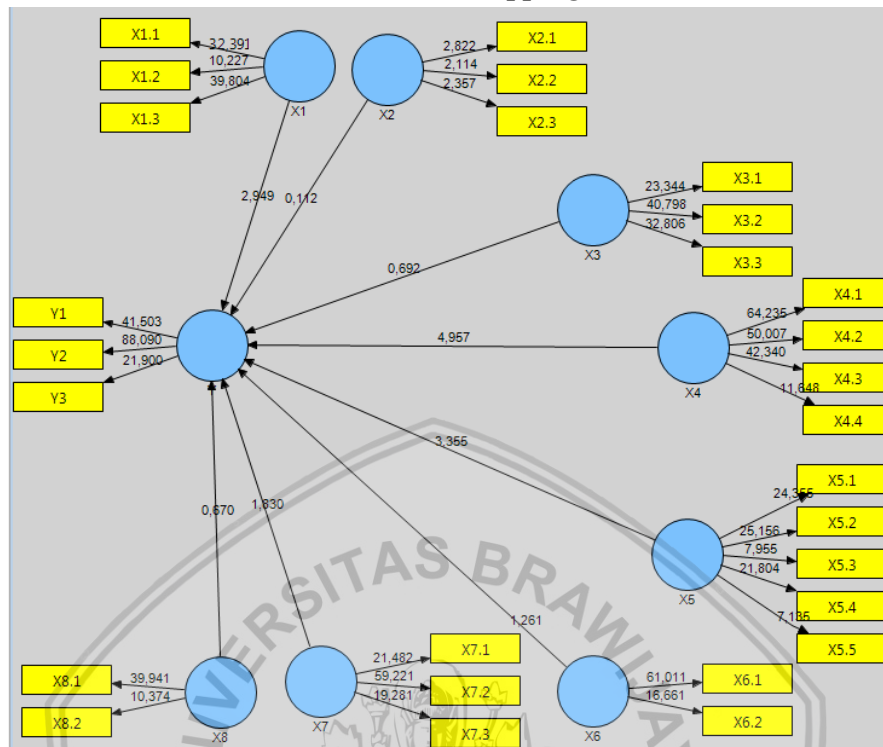 X1.1
32,391
X1.2
10,227
X1.3
39,804
X1
X2.1
2,822
X2.2
2,114
X2.3
2,357
X2
2,949
0,112
X3.1
23,344
X3.2
40,798
X3.3
32,806
X3
0,692
X4.1
64,235
X4.2
50,007
X4.3
42,340
X4.4
11,648
X4
4,957
Y1
41,503
Y2
88,090
Y3
21,900
3,355
X5.1
24,355
X5.2
25,156
X5.3
7,955
X5.4
21,804
X5.5
7,135
X5
0,670
1,830
1,261
X8.1
39,941
X8.2
10,374
X8
X7.1
21,482
X7.2
59,221
X7.3
19,281
X7
X6.1
61,011
X6.2
16,661
X6
UNIVERSITAS BRAWIJA